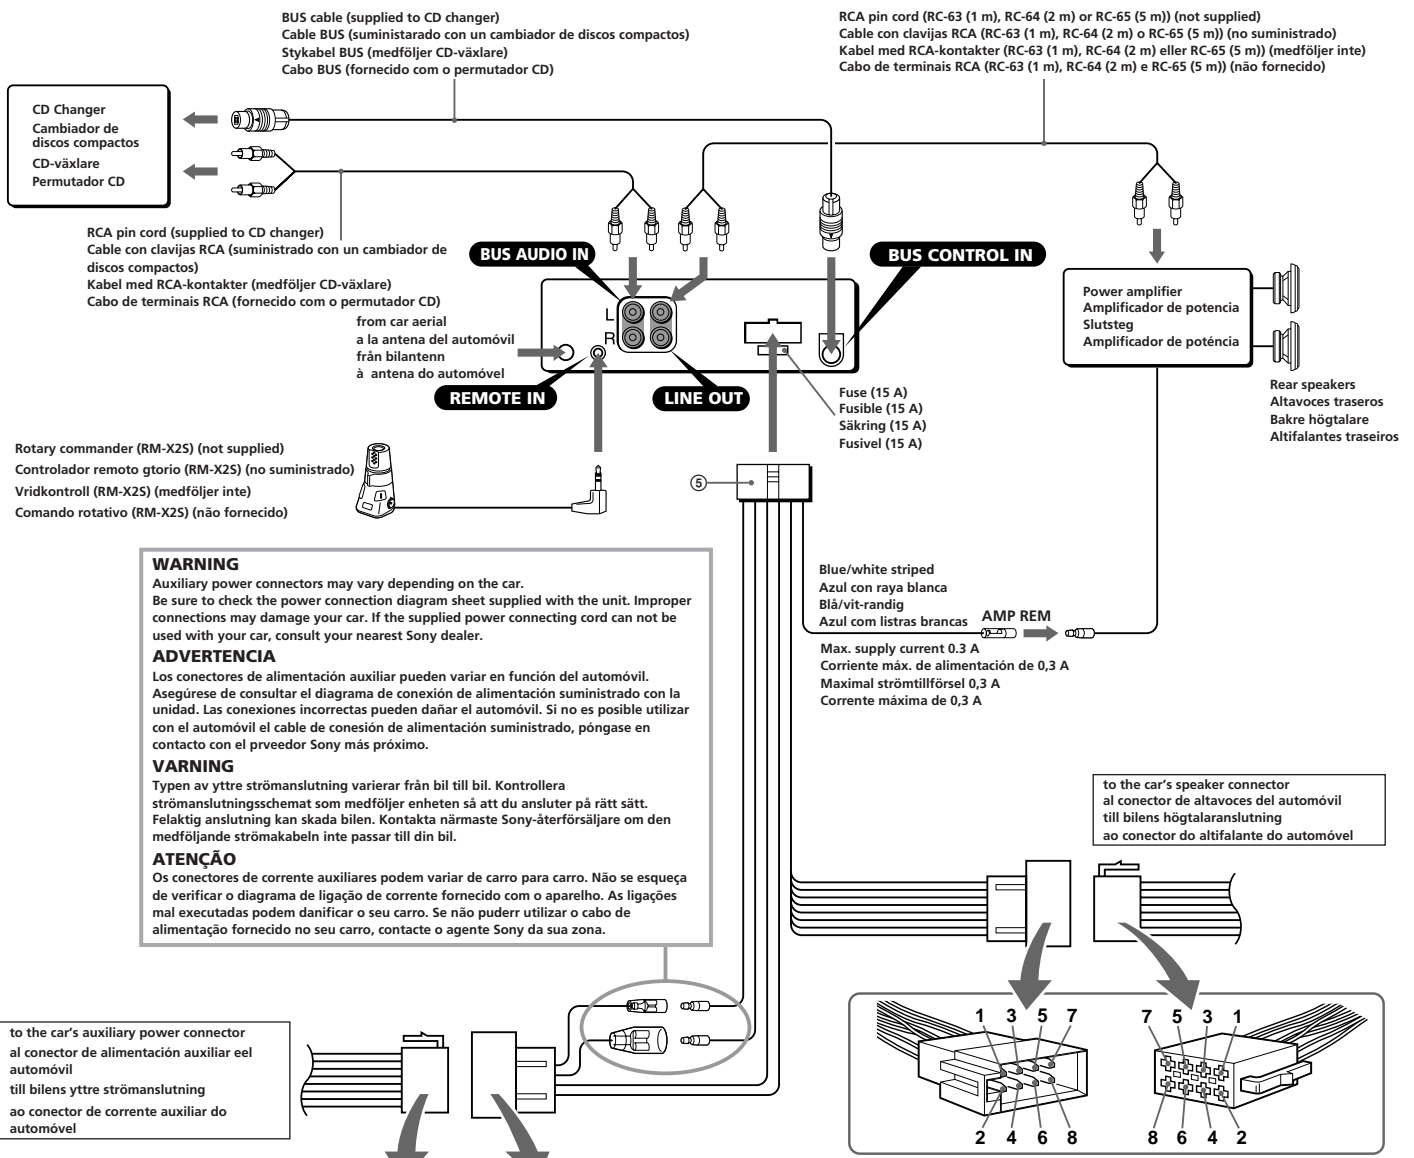 BUS cable (supplied to CD changer)
Cable BUS (suministarado con un cambiador de discos compactos)
Stykabel BUS (medföljer CD-växlare)
Cabo BUS (fornecido com o permutador CD)
RCA pin cord (RC-63 (1 m), RC-64 (2 m) or RC-65 (5 m)) (not supplied)
Cable con clavijas RCA (RC-63 (1 m), RC-64 (2 m) o RC-65 (5 m)) (no suministrado)
Kabel med RCA-kontakter (RC-63 (1 m), RC-64 (2 m) eller RC-65 (5 m)) (medföljer inte)
Cabo de terminais RCA (RC-63 (1 m), RC-64 (2 m) e RC-65 (5 m)) (não fornecido)
CD Changer
Cambiador de
discos compactos
CD-växlare
Permutador CD
RCA pin cord (supplied to CD changer)
Cable con clavijas RCA (suministrado con un cambiador de
discos compactos)
Kabel med RCA-kontakter (medföljer CD-växlare)
Cabo de terminais RCA (fornecido com o permutador CD)
BUS AUDIO IN
BUS CONTROL IN
from car aerial
a la antena del automóvil
från bilantenn
à antena do automóvel
L
R
REMOTE IN
LINE OUT
Power amplifier
Amplificador de potencia
Slutsteg
Amplificador de poténcia
Rear speakers
Altavoces traseros
Bakre högtalare
Altifalantes traseiros
Fuse (15 A)
Fusible (15 A)
Säkring (15 A)
Fusivel (15 A)
Rotary commander (RM-X2S) (not supplied)
Controlador remoto gtorio (RM-X2S) (no suministrado)
Vridkontroll (RM-X2S) (medföljer inte)
Comando rotativo (RM-X2S) (não fornecido)
5
WARNING
Auxiliary power connectors may vary depending on the car.
Be sure to check the power connection diagram sheet supplied with the unit. Improper
connections may damage your car. If the supplied power connecting cord can not be
used with your car, consult your nearest Sony dealer.
ADVERTENCIA
Los conectores de alimentación auxiliar pueden variar en función del automóvil.
Asegúrese de consultar el diagrama de conexión de alimentación suministrado con la
unidad. Las conexiones incorrectas pueden dañar el automóvil. Si no es posible utilizar
con el automóvil el cable de conesión de alimentación suministrado, póngase en
contacto con el prveedor Sony más próximo.
VARNING
Typen av yttre strömanslutning varierar från bil till bil. Kontrollera
strömanslutningsschemat som medföljer enheten så att du ansluter på rätt sätt.
Felaktig anslutning kan skada bilen. Kontakta närmaste Sony-återförsäljare om den
medföljande strömakabeln inte passar till din bil.
ATENÇÃO
Os conectores de corrente auxiliares podem variar de carro para carro. Não se esqueça
de verificar o diagrama de ligação de corrente fornecido com o aparelho. As ligações
mal executadas podem danificar o seu carro. Se não puderr utilizar o cabo de
alimentação fornecido no seu carro, contacte o agente Sony da sua zona.
Blue/white striped
Azul con raya blanca
Blå/vit-randig
Azul com listras brancas
AMP REM
Max. supply current 0.3 A
Corriente máx. de alimentación de 0,3 A
Maximal strömtillförsel 0,3 A
Corrente máxima de 0,3 A
to the car's speaker connector
al conector de altavoces del automóvil
till bilens högtalaranslutning
ao conector do altifalante do automóvel
to the car's auxiliary power connector
al conector de alimentación auxiliar eel
automóvil
till bilens yttre strömanslutning
ao conector de corrente auxiliar do
automóvel
1 3 5 7
2 4 6 8
7 5 3 1
8 6 4 2